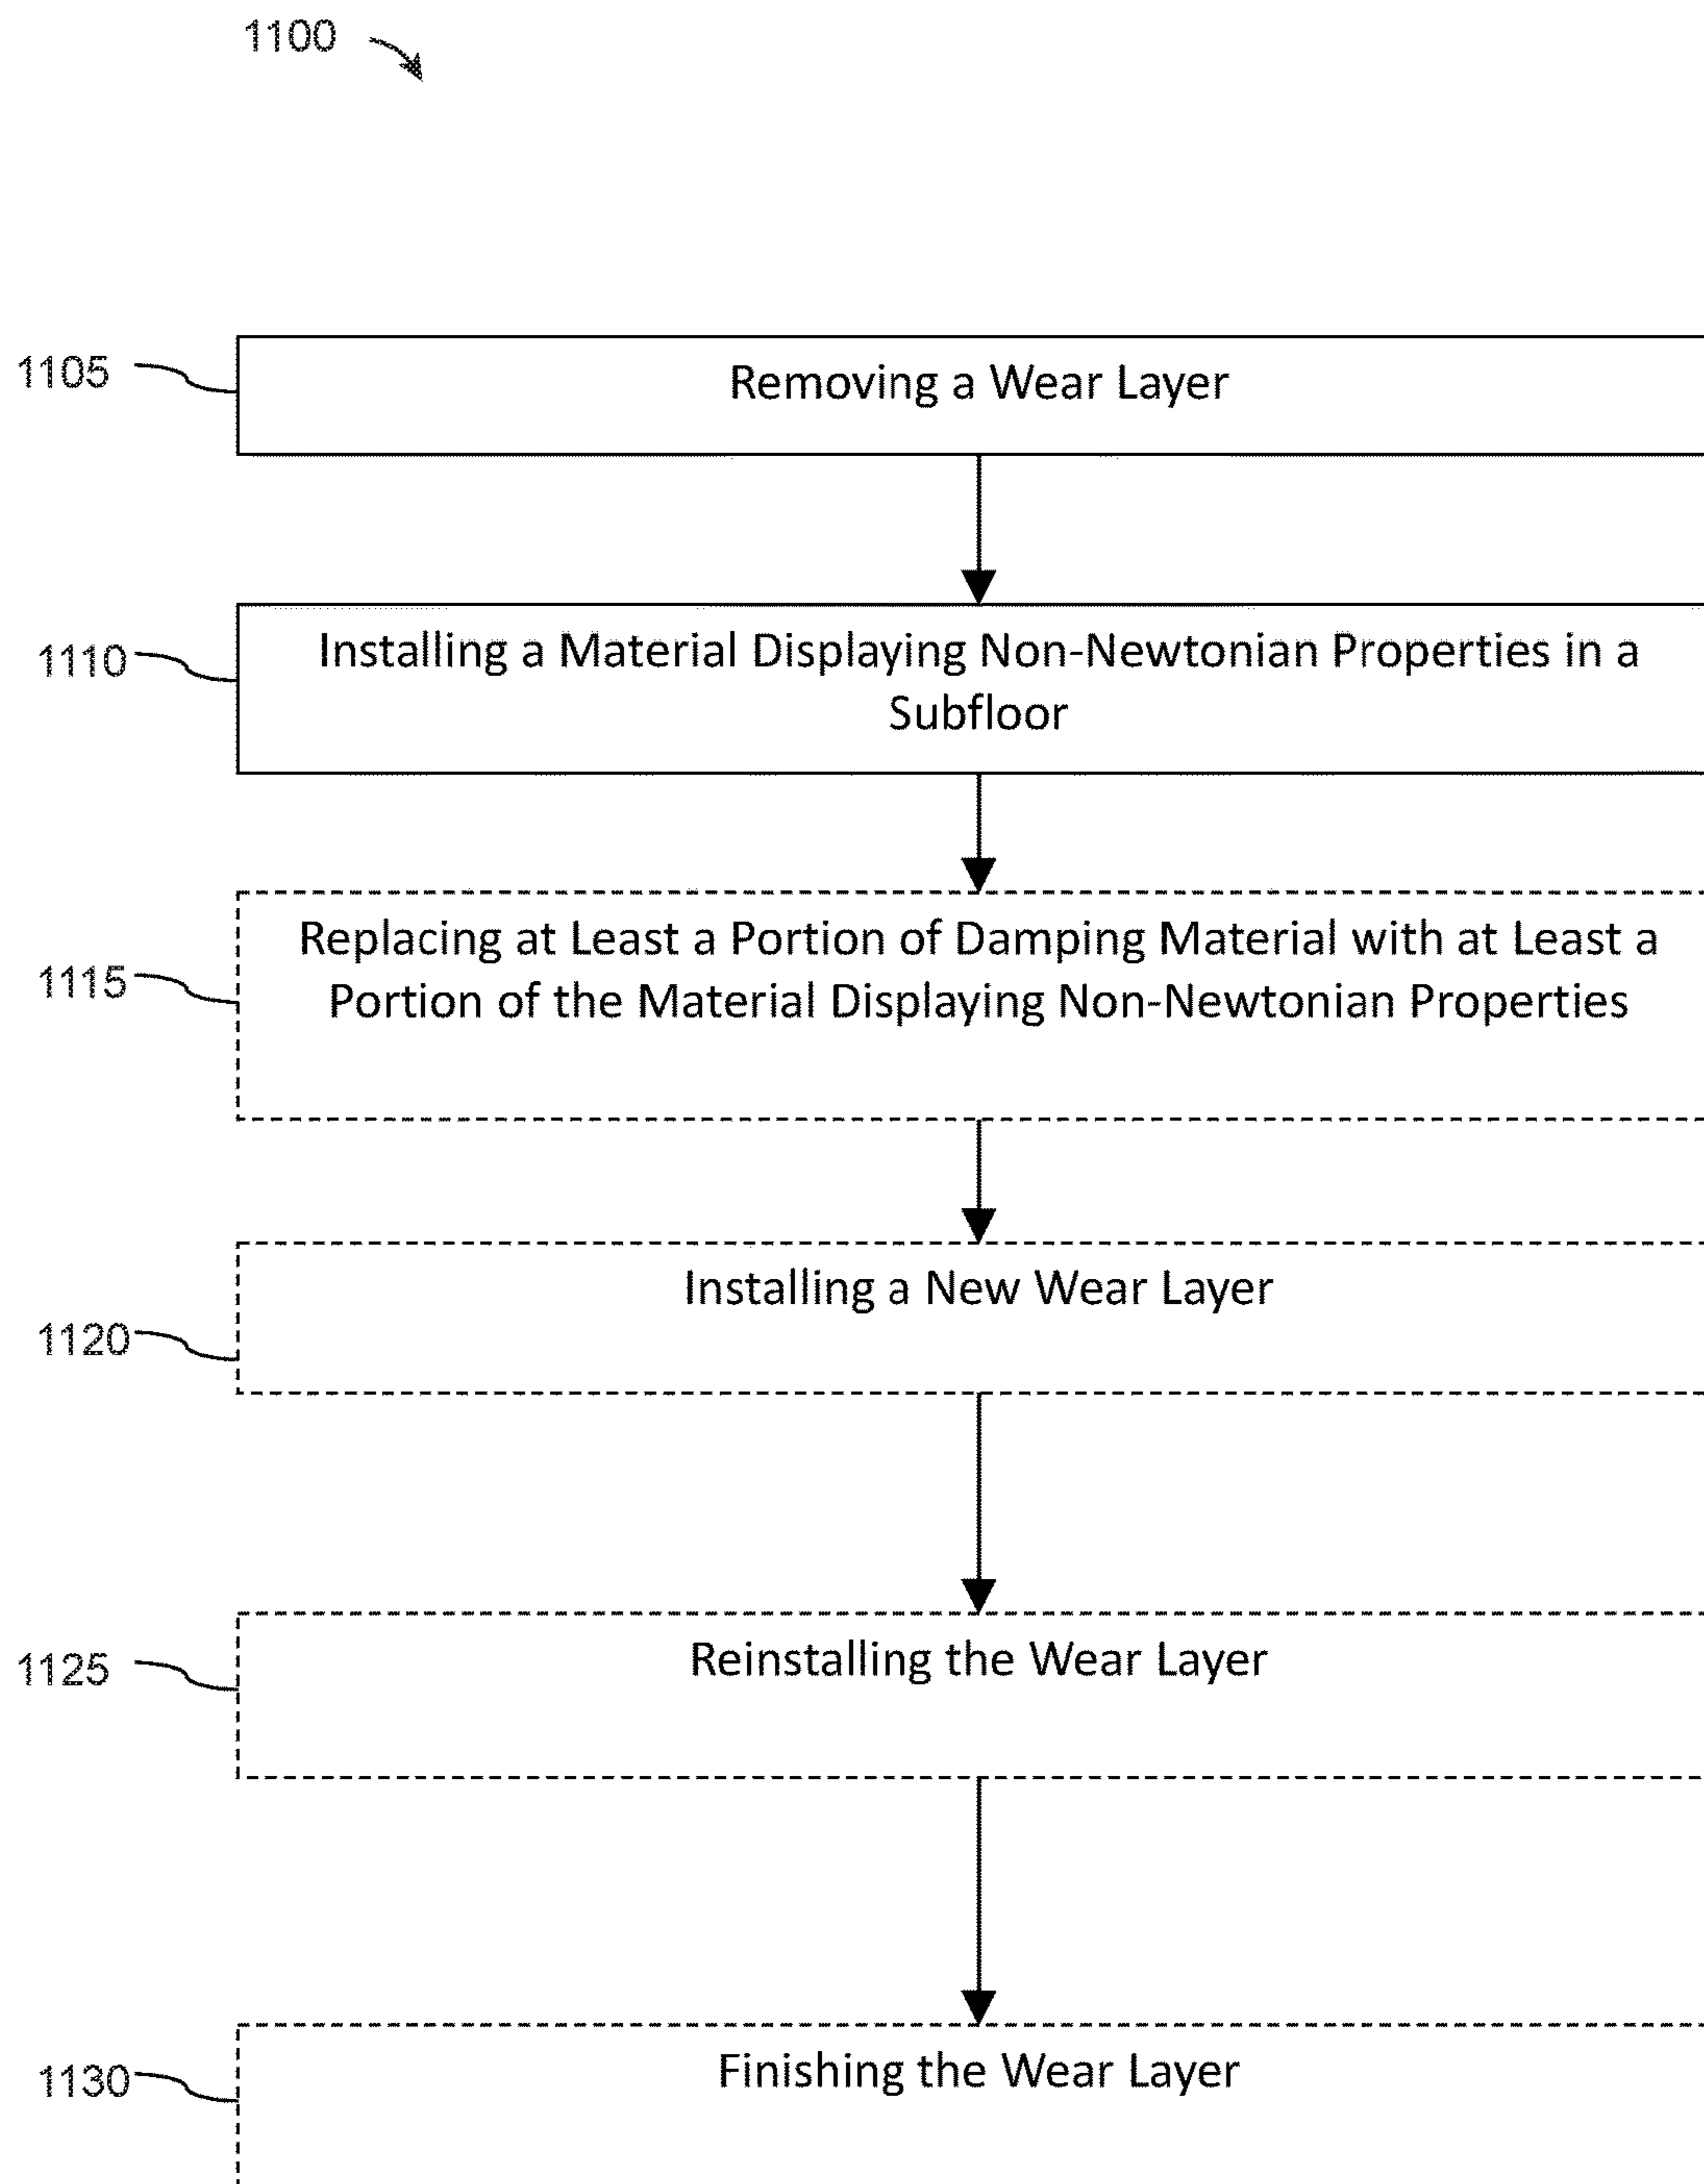 1100
1105
Removing a Wear Layer
1110
Installing a Material Displaying Non-Newtonian Properties in a
Subfloor
1115
Replacing at Least a Portion of Damping Material with at Least a
Portion of the Material Displaying Non-Newtonian Properties
1120
Installing a New Wear Layer
1125
Reinstalling the Wear Layer
1130
Finishing the Wear Layer